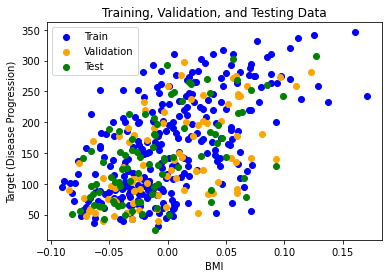 Training, Validation, and Testing Data
Train
Validation
Test
Target (Disease Progression)
350
300
250
200
150
100
50
−0.10
−0.05
0.00
0.05
0.10
0.15
BMI